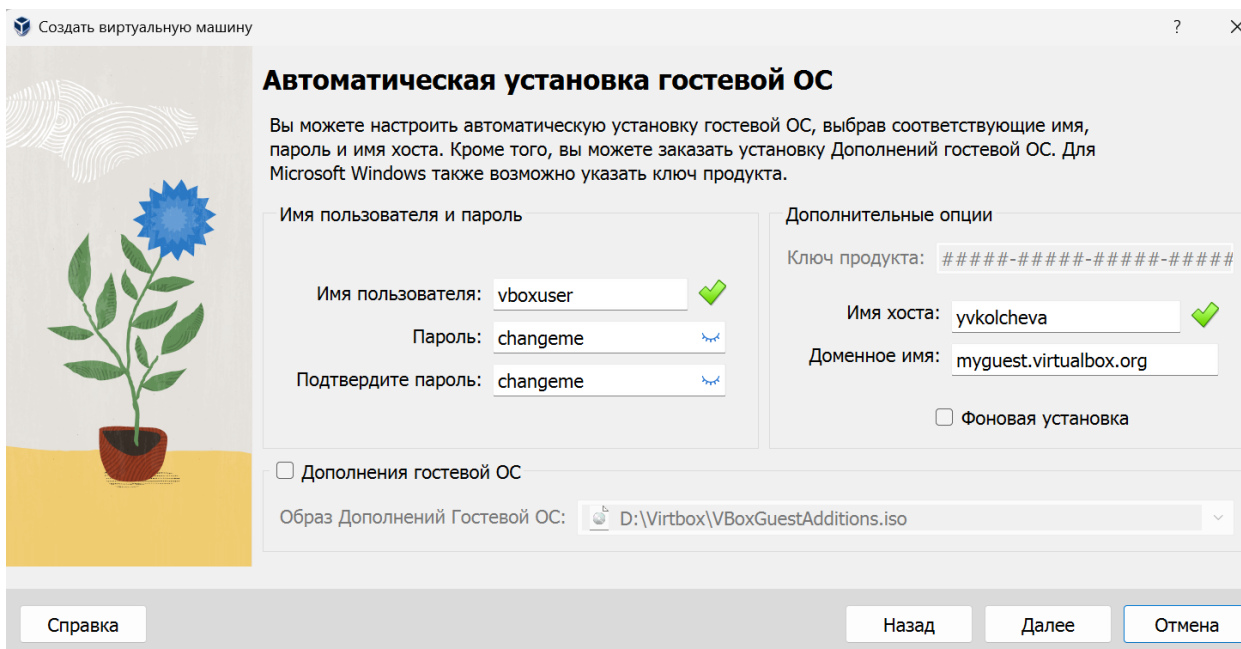 Создать виртуальную машину
?
Автоматическая установка гостевой ОС
Вы можете настроить автоматическую установку гостевой ОС, выбрав соответствующие имя,
пароль и имя хоста. Кроме того, вы можете заказать установку Дополнений гостевой ОС. Для
Microsoft Windows также возможно указать ключ продукта.
Имя пользователя и пароль
Имя пользователя: vboxuser
Пароль: changeme
Подтвердите пароль: changeme
Дополнительные опции
Ключ продукта: #####-#####-#####-#####
Имя хоста: yvkolcheva
Доменное имя: myguest.virtualbox.org
Фоновая установка
Дополнения гостевой ОС
Образ Дополнений Гостевой ОС: D:\Virtbox\VBoxGuestAdditions.iso
Справка
Назад
Далее
Отмена